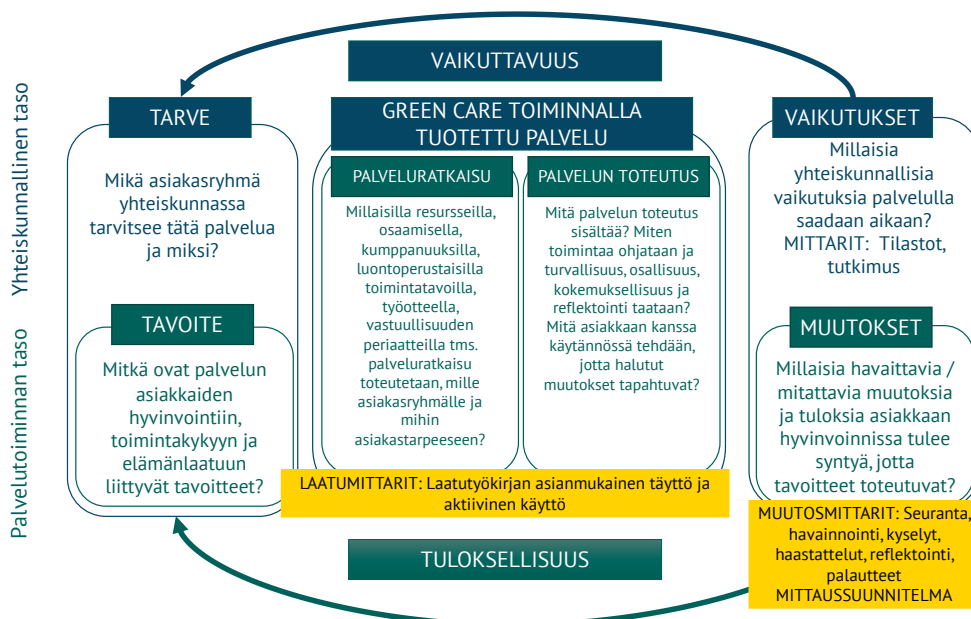 VAIKUTTAVUUS
Yhteiskunnallinen taso
TARVE
Mikä asiakasryhmä
yhteiskunnassa
tarvitsee tätä palvelua
ja miksi?
GREEN CARE TOIMINNALLA
TUOTETTU PALVELU
PALVELURATKAISU
Millaisilla resursseilla,
osaamisella,
kumppanuuksilla,
luontoperustaisilla
toimintatavoilla,
työotteella,
vastuullisuuden
periaatteilla tms.
palveluratkaisu
toteutetaan, mille
asiakasryhmälle ja
mihin
asiakastarpeeseen?
PALVELUN TOTEUTUS
Mitä palvelun toteutus
sisältää? Miten
toimintaa ohjataan ja
turvallisuus, osallisuus,
kokemuksellisuus ja
reflektointi taataan?
Mitä asiakkaan kanssa
käytännössä tehdään,
jotta halutut
muutokset tapahtuvat?
VAIKUTUKSET
Millaisia
yhteiskunnallisia
vaikutuksia palvelulla
saadaan aikaan?
MITTARIT: Tilastot,
tutkimus
Palvelutoiminnan taso
TAVOITE
Mitkä ovat palvelun
asiakkaiden
hyvinvointiin,
toimintakykyyn ja
elämänlaatuun
liittyvät tavoitteet?
LAATUMITTARIT: Laatutyökirjan asianmukainen täyttö ja
aktiivinen käyttö
MUUTOKSET
Millaisia havaittavia /
mitattavia muutoksia
ja tuloksia asiakkaan
hyvinvoinnissa tulee
syntyä, jotta
tavoitteet toteutuvat?
MUUTOSMITTARIT: Seuranta,
havainnointi, kyselyt,
haastattelut, reflektointi,
palautteet
MITTAUSSUUNNITELMA
TULOKSELLISUUS